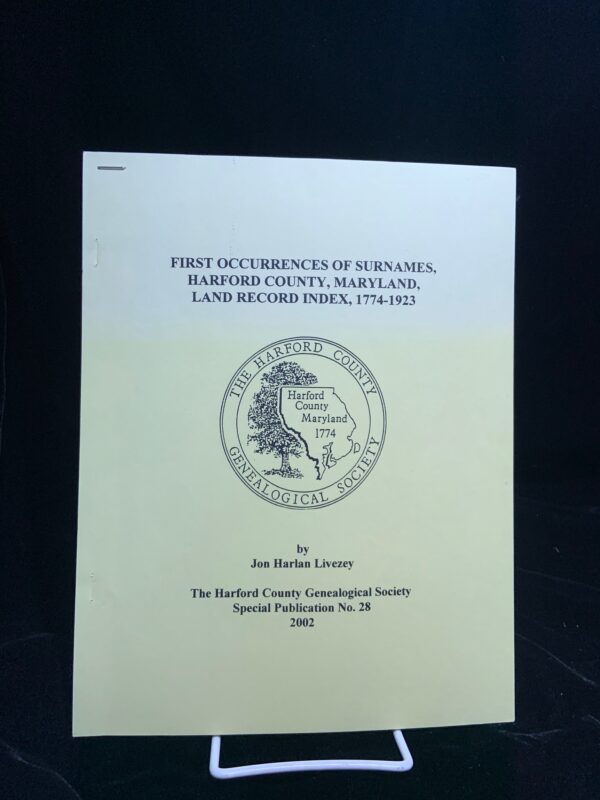 FIRST OCCURRENCES OF SURNAMES,
HARFORD COUNTY, MARYLAND,
LAND RECORD INDEX, 1774-1923
THE HARFORD COUNTY
GENEALOGICAL SOCIETY
Harford
County
Maryland
1774
by
Jon Harlan Livezey
The Harford County Genealogical Society
Special Publication No. 28
2002